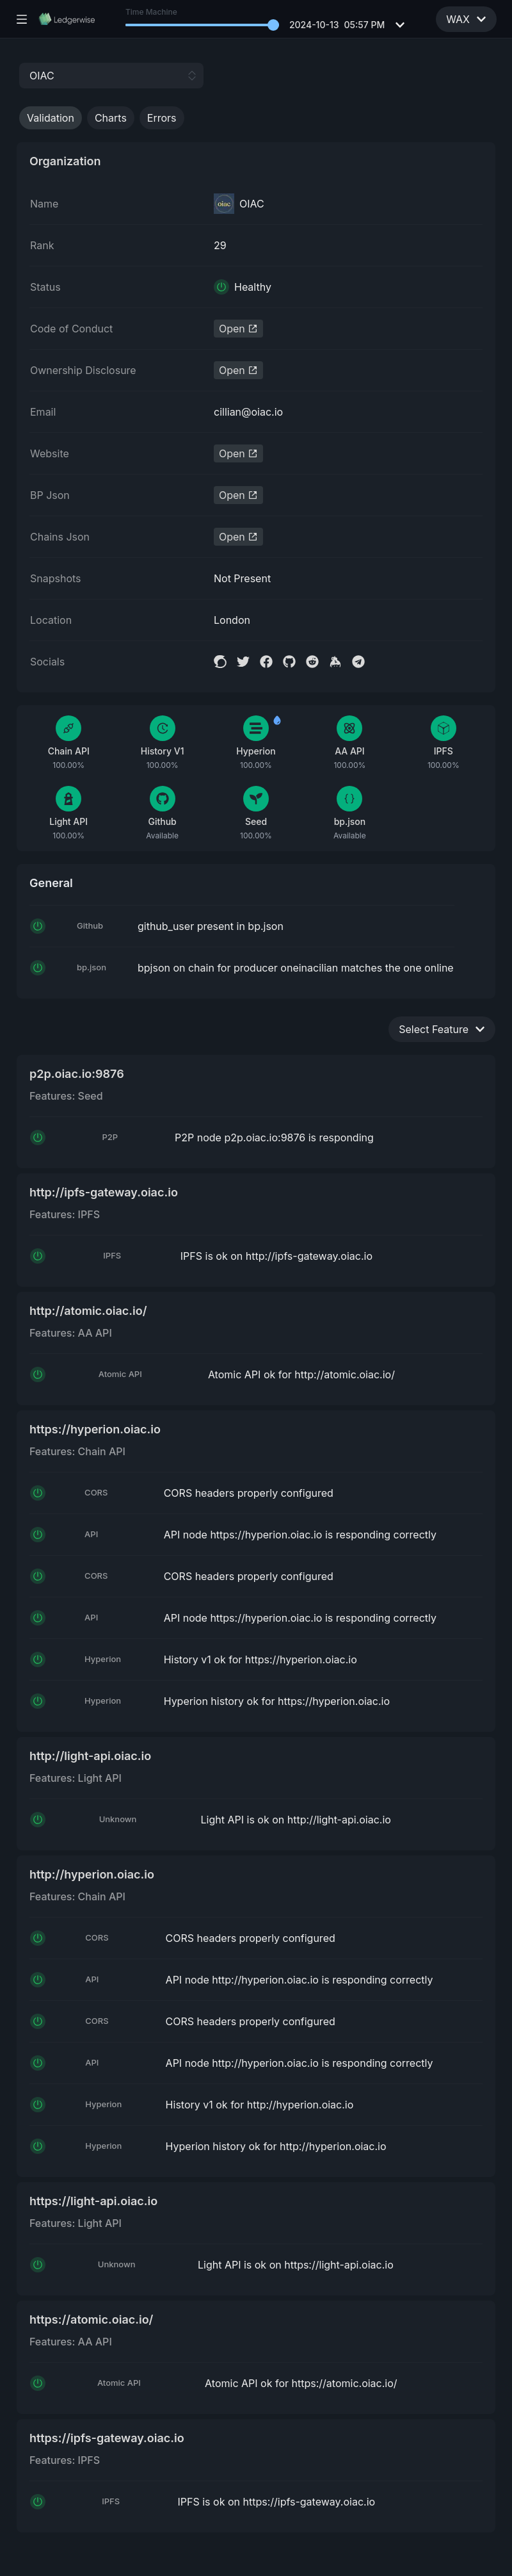 Ledgerwise
Time Machine
2024-10-13 05:57 PM
WAX
OIAC
Validation Charts Errors
Organization
Name oiac OIAC
Rank 29
Status Healthy
Code of Conduct Open
Ownership Disclosure Open
Email cillian@oiac.io
Website Open
BP Json Open
Chains Json Open
Snapshots Not Present
Location London
Socials
Chain API History V1 Hyperion AA API IPFS
100.00% 100.00% 100.00% 100.00% 100.00%
Light API Github Seed bp.json
100.00% Available 100.00% Available
General
Github github_user present in bp.json
bp.json bpjson on chain for producer oneinacilian matches the one online
Select Feature
p2p.oiac.io:9876
Features: Seed
P2P P2P node p2p.oiac.io:9876 is responding
http://ipfs-gateway.oiac.io
Features: IPFS
IPFS IPFS is ok on http://ipfs-gateway.oiac.io
http://atomic.oiac.io/
Features: AA API
Atomic API Atomic API ok for http://atomic.oiac.io/
https://hyperion.oiac.io
Features: Chain API
CORS CORS headers properly configured
API API node https://hyperion.oiac.io is responding correctly
CORS CORS headers properly configured
API API node https://hyperion.oiac.io is responding correctly
Hyperion History v1 ok for https://hyperion.oiac.io
Hyperion Hyperion history ok for https://hyperion.oiac.io
http://light-api.oiac.io
Features: Light API
Unknown Light API is ok on http://light-api.oiac.io
http://hyperion.oiac.io
Features: Chain API
CORS CORS headers properly configured
API API node http://hyperion.oiac.io is responding correctly
CORS CORS headers properly configured
API API node http://hyperion.oiac.io is responding correctly
Hyperion History v1 ok for http://hyperion.oiac.io
Hyperion Hyperion history ok for http://hyperion.oiac.io
https://light-api.oiac.io
Features: Light API
Unknown Light API is ok on https://light-api.oiac.io
https://atomic.oiac.io/
Features: AA API
Atomic API Atomic API ok for https://atomic.oiac.io/
https://ipfs-gateway.oiac.io
Features: IPFS
IPFS IPFS is ok on https://ipfs-gateway.oiac.io